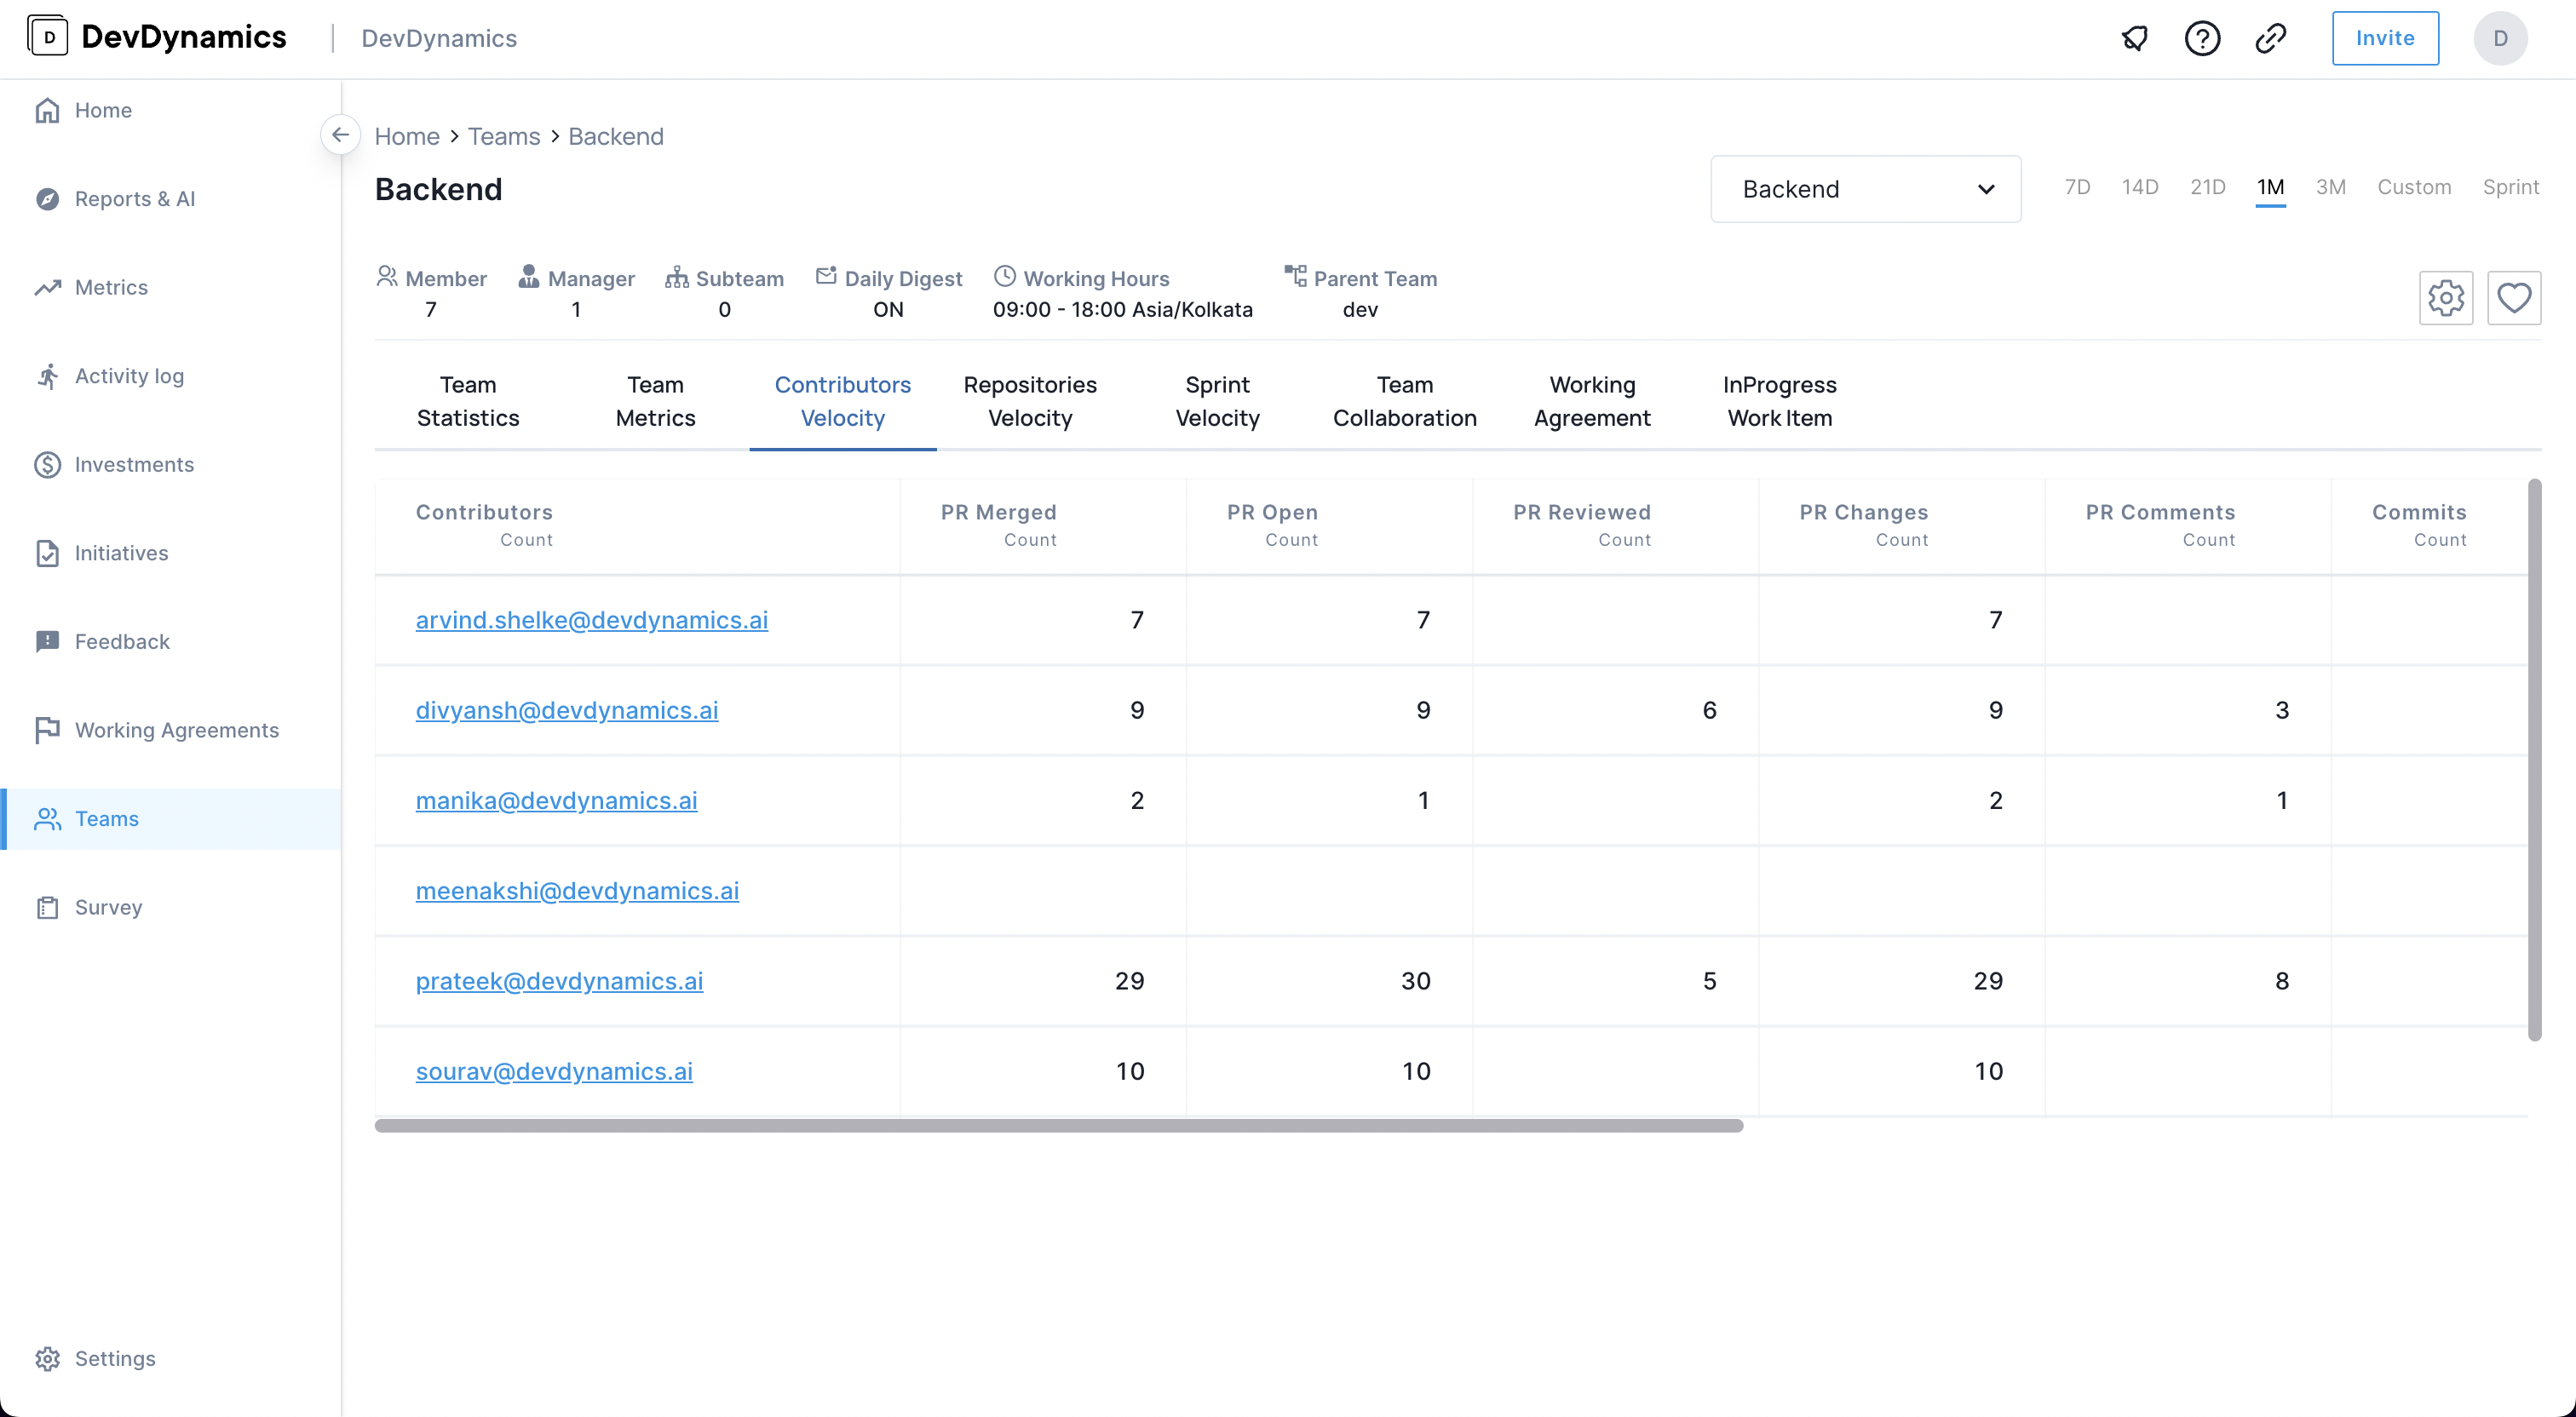 D DevDynamics | DevDynamics
Invite D
Home
Reports & AI
Metrics
Activity log
Investments
Initiatives
Feedback
Working Agreements
Teams
Survey
Settings
Home > Teams > Backend
Backend
Backend
7D 14D 21D 1M 3M Custom Sprint
Member Manager Subteam Daily Digest Working Hours Parent Team
7 1 0 ON 09:00 - 18:00 Asia/Kolkata dev
Team Statistics
Team Metrics
Contributors Velocity
Repositories Velocity
Sprint Velocity
Team Collaboration
Working Agreement
InProgress Work Item
Contributors PR Merged PR Open PR Reviewed PR Changes PR Comments Commits
Count Count Count Count Count Count Count
arvind.shelke@devdynamics.ai 7 7 7
divyansh@devdynamics.ai 9 9 6 9 3
manika@devdynamics.ai 2 1 2 1
meenakshi@devdynamics.ai
prateek@devdynamics.ai 29 30 5 29 8
sourav@devdynamics.ai 10 10 10